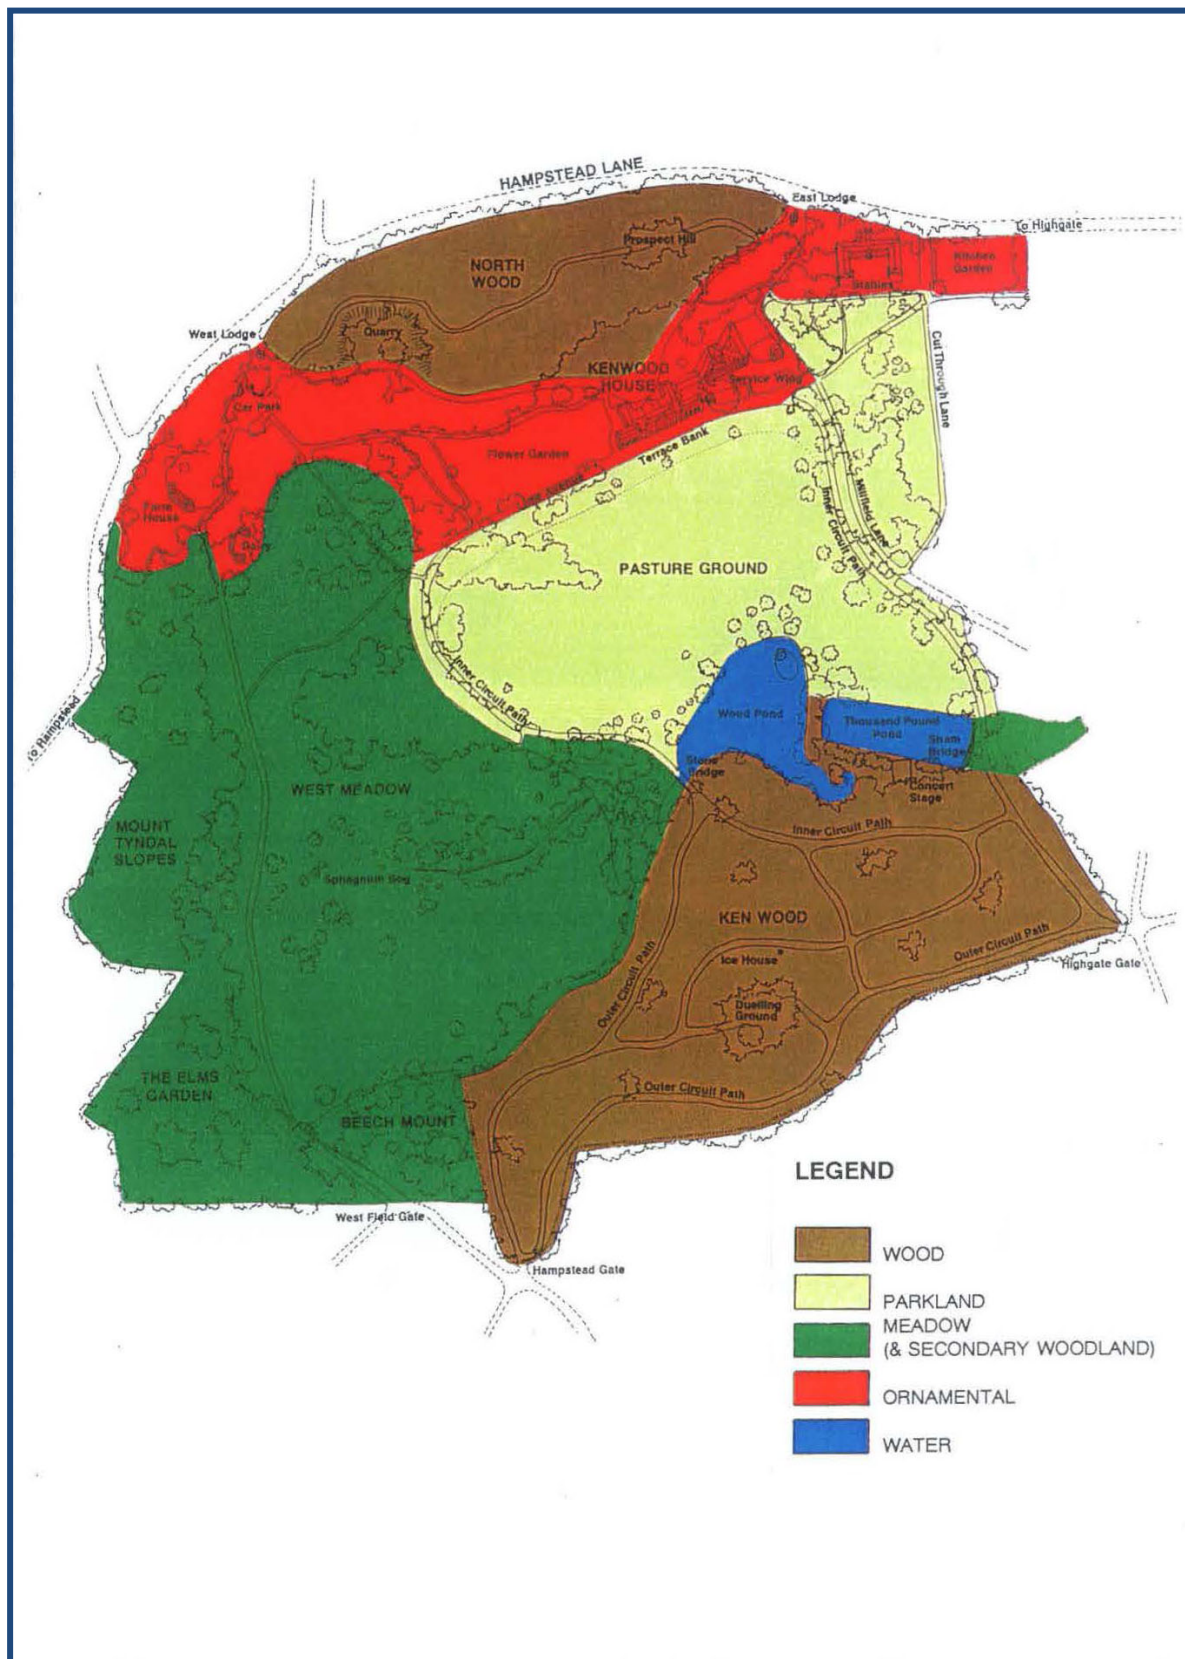 HAMPSTEAD LANE
East Lodge
To Highgate
Prospect Hill
NORTH
WOOD
Kitchen
Garden
Stables
West Lodge
Quarry
Cut Through Lane
KENWOOD
HOUSE
Service Wing
Car Park
Terrace Bank
Flower Garden
Farm
House
Dairy
Millfield Lane
Inner Circuit Path
PASTURE GROUND
Inner Circuit Path
To Hampstead
Wood Pond
Thousand Pound
Pond
Sham
Bridge
Stone
Bridge
WEST MEADOW
Concert
Stage
MOUNT
TYNDAL
SLOPES
Inner Circuit Path
Sphagnum Bog
KEN WOOD
Outer Circuit Path
Outer Circuit Path
Ice House
Highgate Gate
Duelling
Ground
THE ELMS
GARDEN
Outer Circuit Path
BEECH MOUNT
West Field Gate
Hampstead Gate
LEGEND
WOOD
PARKLAND
MEADOW
(& SECONDARY WOODLAND)
ORNAMENTAL
WATER